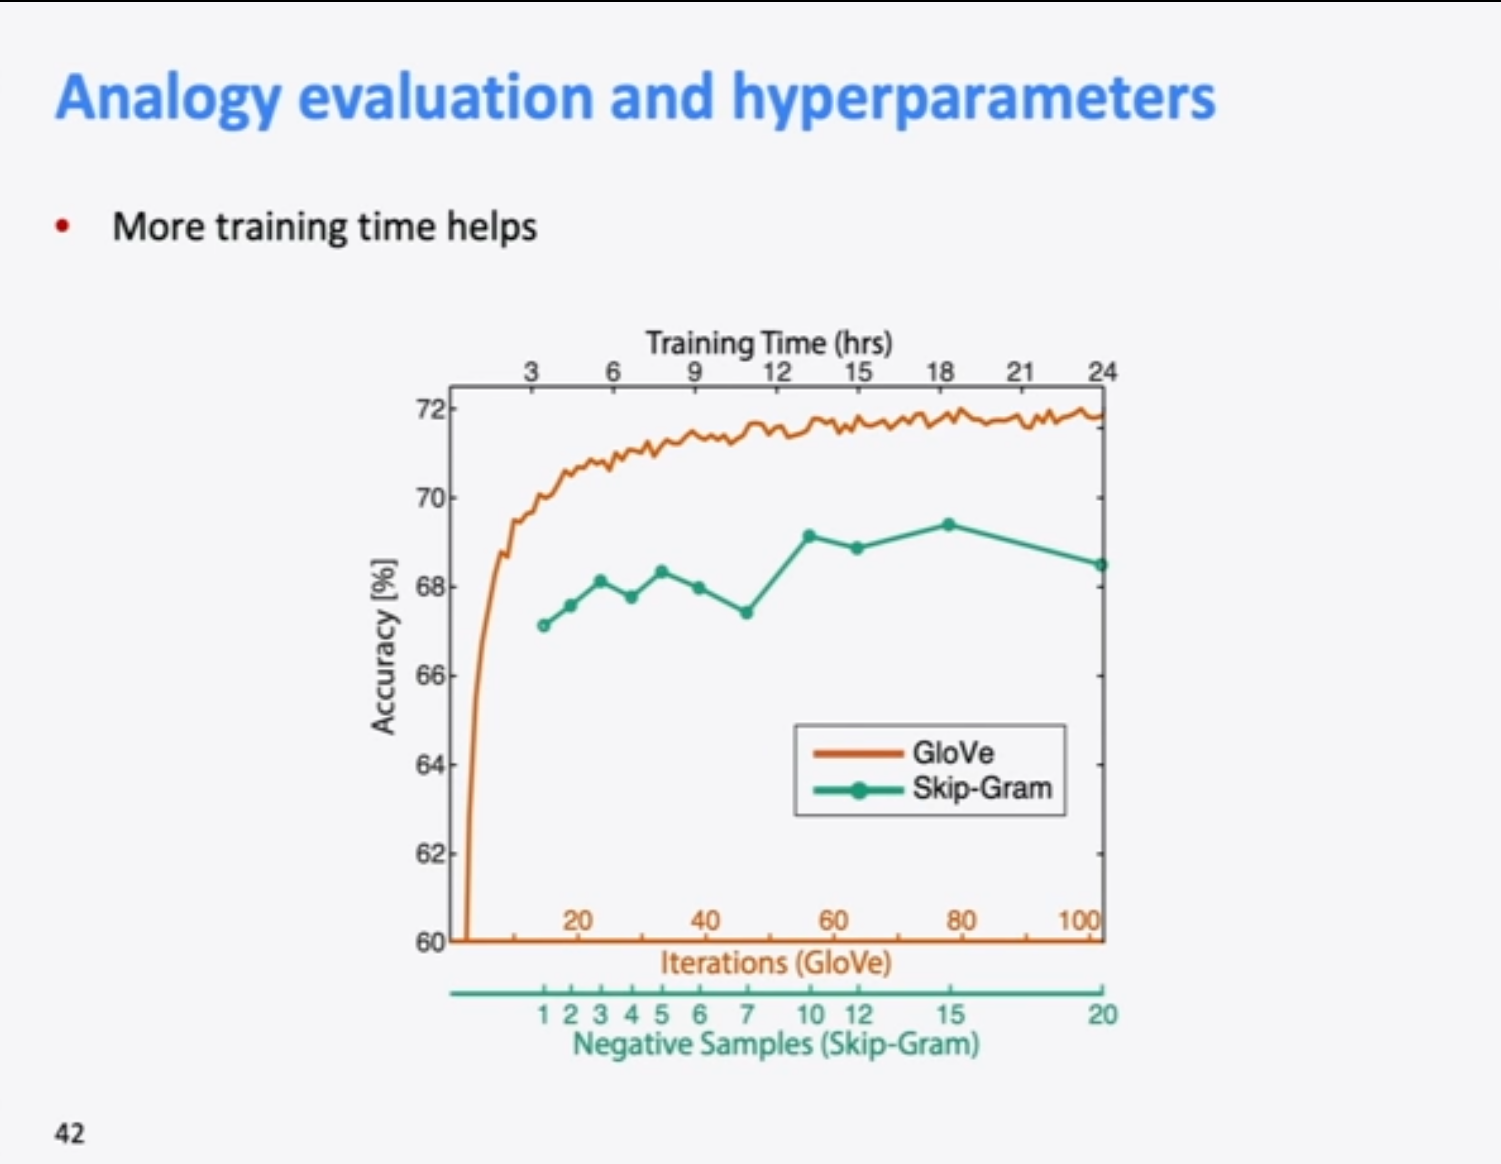 Analogy evaluation and hyperparameters
• More training time helps
Training Time (hrs)
3 6 9 12 15 18 21 24
72
70
68
66
64
62
60
Accuracy [%]
GloVe
Skip-Gram
20 40 60 80 100
Iterations (GloVe)
1 2 3 4 5 6 7 10 12 15 20
Negative Samples (Skip-Gram)
42